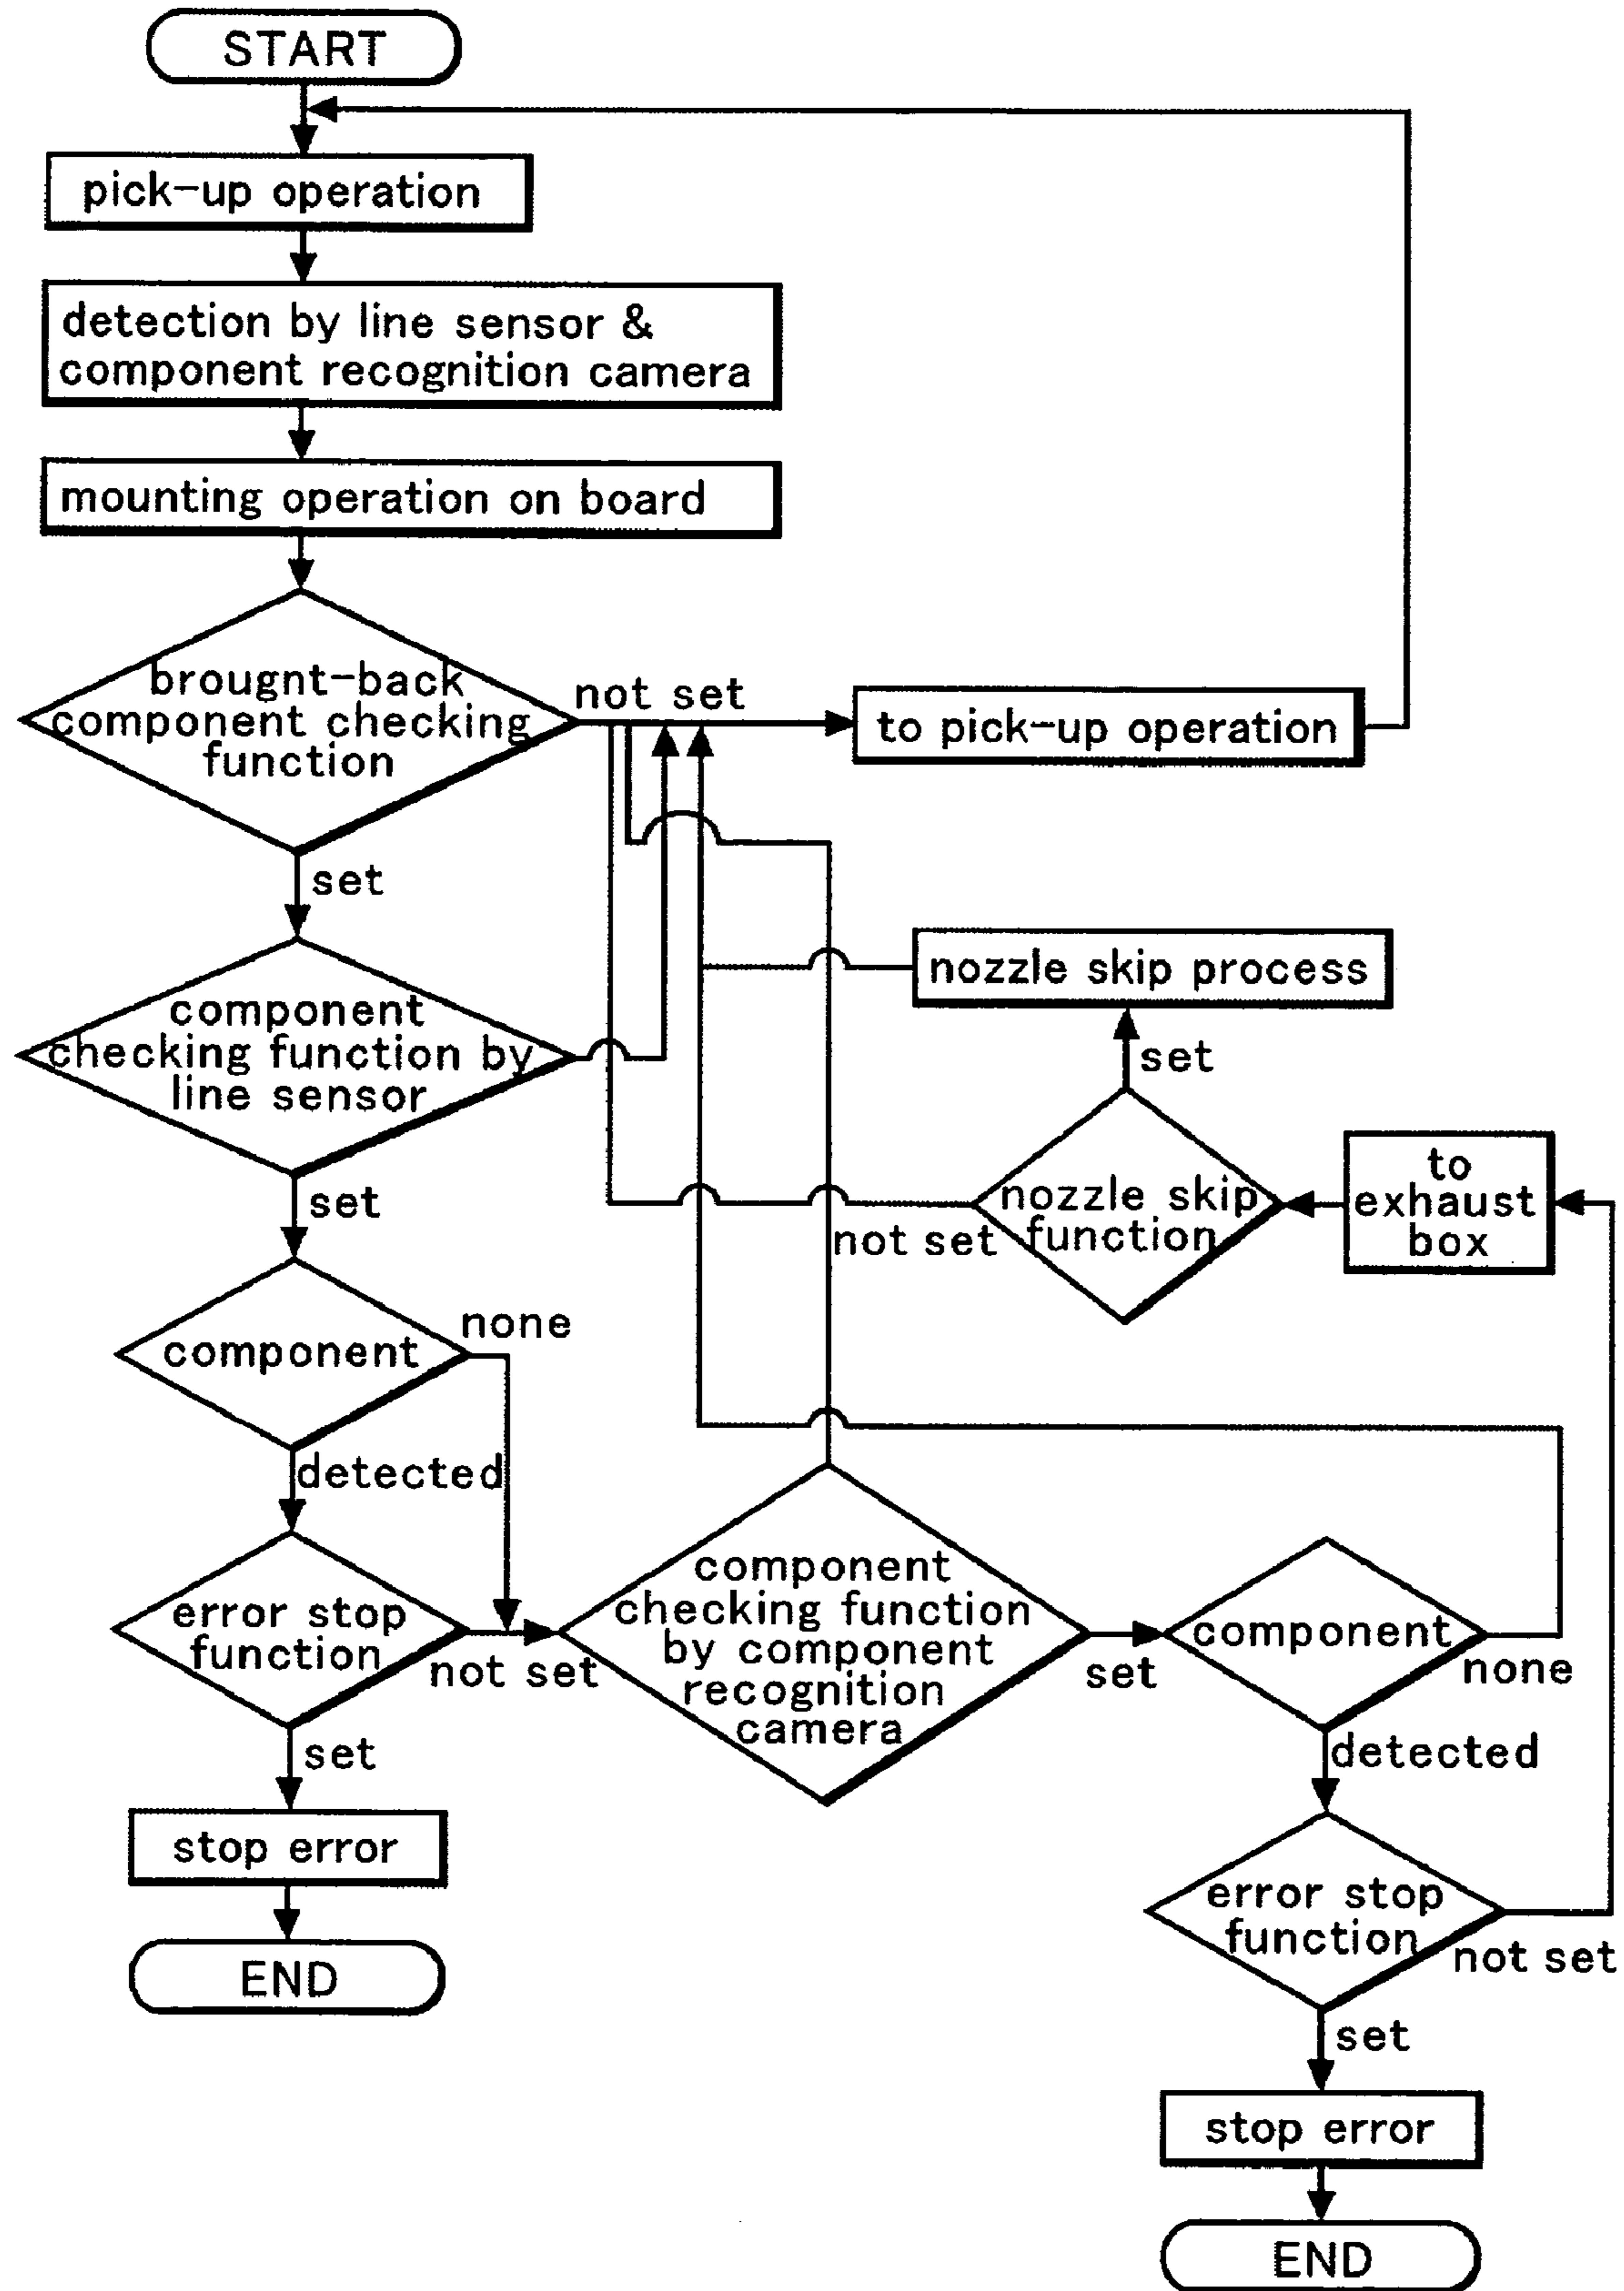 START
pick-up operation
detection by line sensor &
component recognition camera
mounting operation on board
brougnt-back
component checking
function
not set
to pick-up operation
set
component
checking function by
line sensor
nozzle skip process
set
set
nozzle skip
function
not set
to
exhaust
box
component
none
detected
error stop
function
not set
component
checking function
by component
recognition
camera
set
component
none
detected
set
stop error
END
error stop
function
not set
set
stop error
END